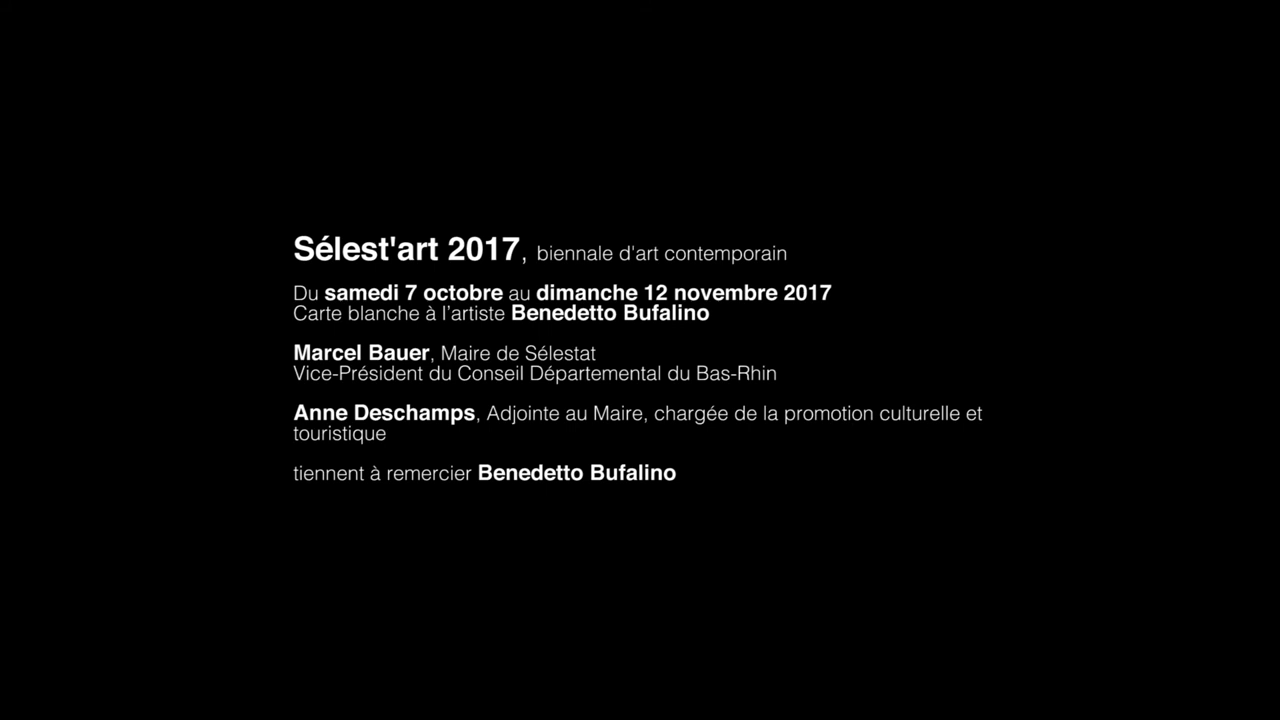 Sélest'art 2017, biennale d'art contemporain
Du samedi 7 octobre au dimanche 12 novembre 2017
Carte blanche à l’artiste Benedetto Bufalino
Marcel Bauer, Maire de Sélestat
Vice-Président du Conseil Départemental du Bas-Rhin
Anne Deschamps, Adjointe au Maire, chargée de la promotion culturelle et
touristique
tiennent à remercier Benedetto Bufalino